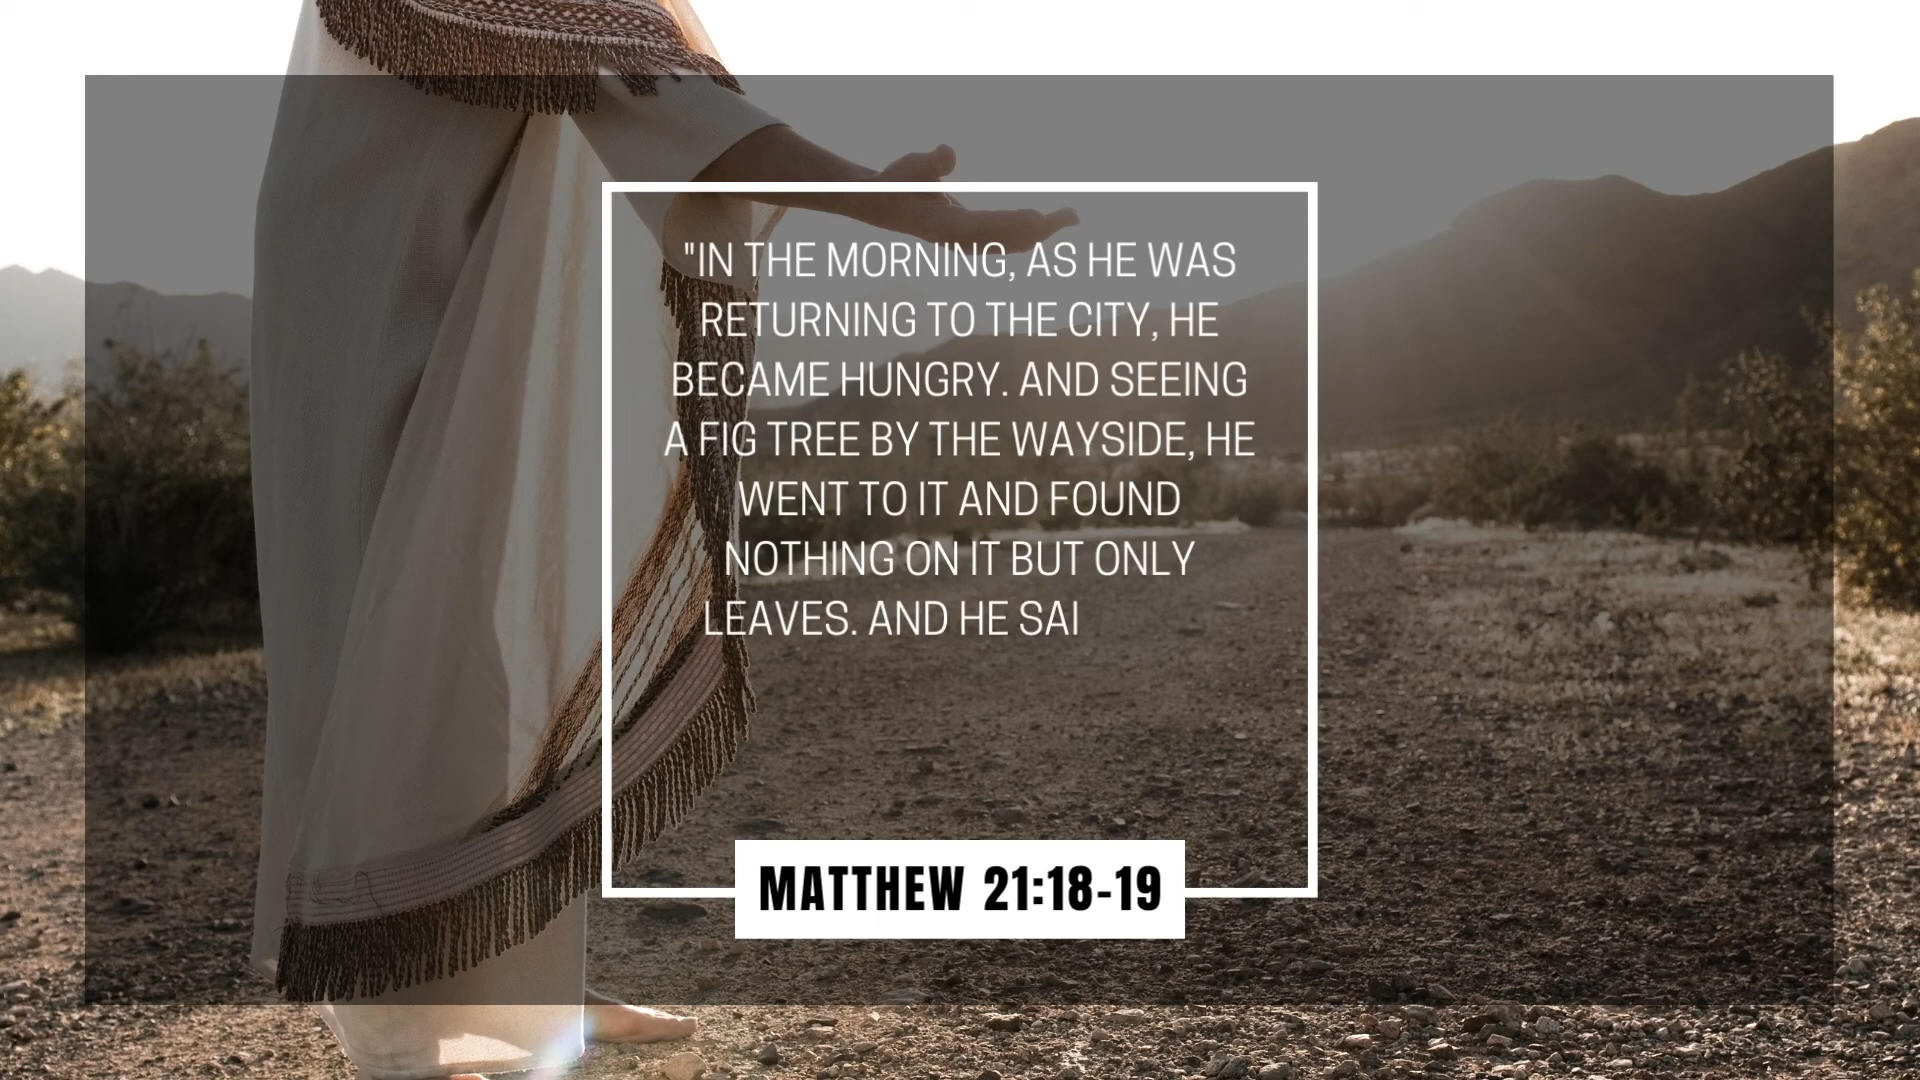 "IN THE MORNING, AS HE WAS
RETURNING TO THE CITY, HE
BECAME HUNGRY. AND SEEING
A FIG TREE BY THE WAYSIDE, HE
WENT TO IT AND FOUND
NOTHING ON IT BUT ONLY
LEAVES. AND HE SAI
MATTHEW 21:18-19